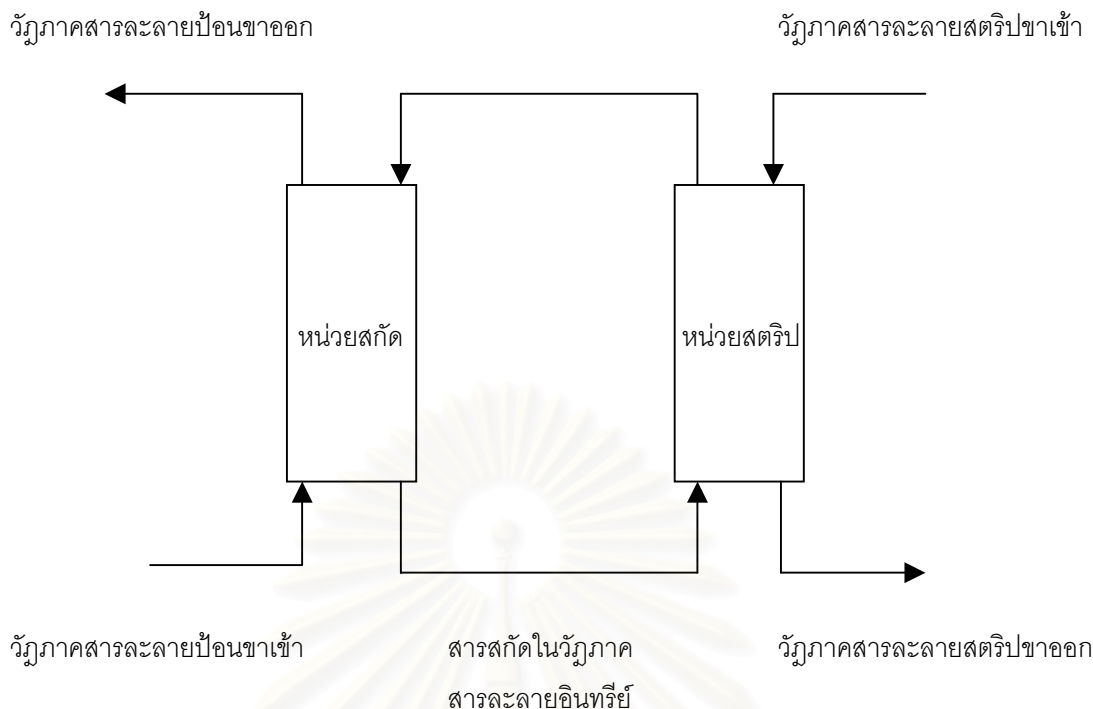 วัฏภาคสารละลายป้อนขาออก
วัฏภาคสารละลายสตริปขาเข้า
หน่วยสกัด
หน่วยสตริป
วัฏภาคสารละลายป้อนขาเข้า
สารสกัดในวัฏภาค
สารละลายอินทรีย์
วัฏภาคสารละลายสตริปขาออก